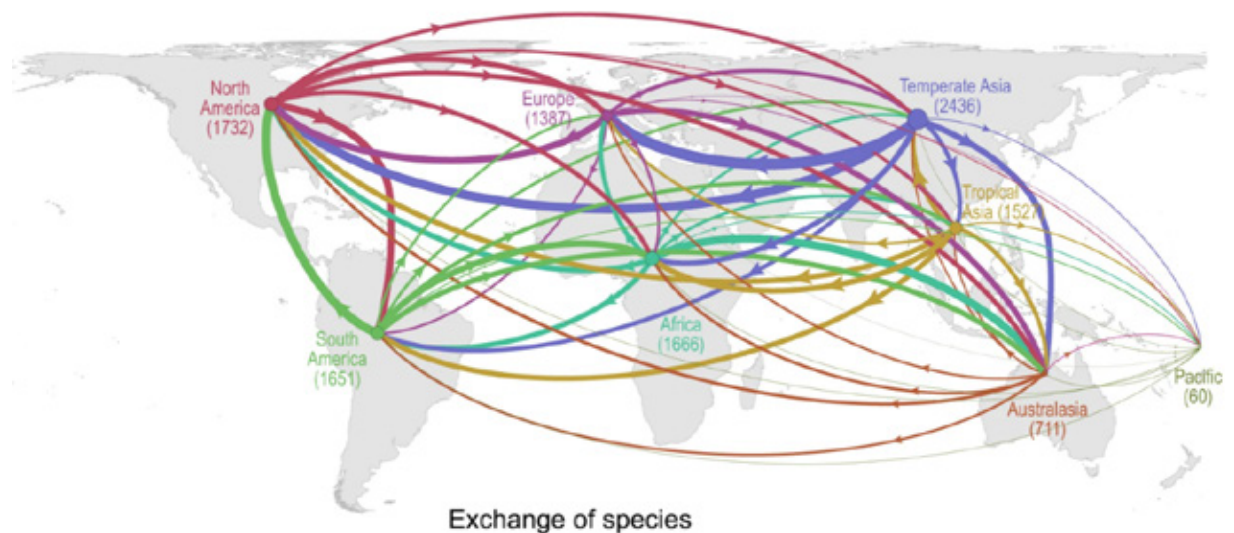 North
America
(1732)
Europe
(1387)
Temperate Asia
(2436)
Tropical
Asia (1527)
South
America
(1651)
Africa
(1666)
Australasia
(711)
Pacific
(60)
Exchange of species